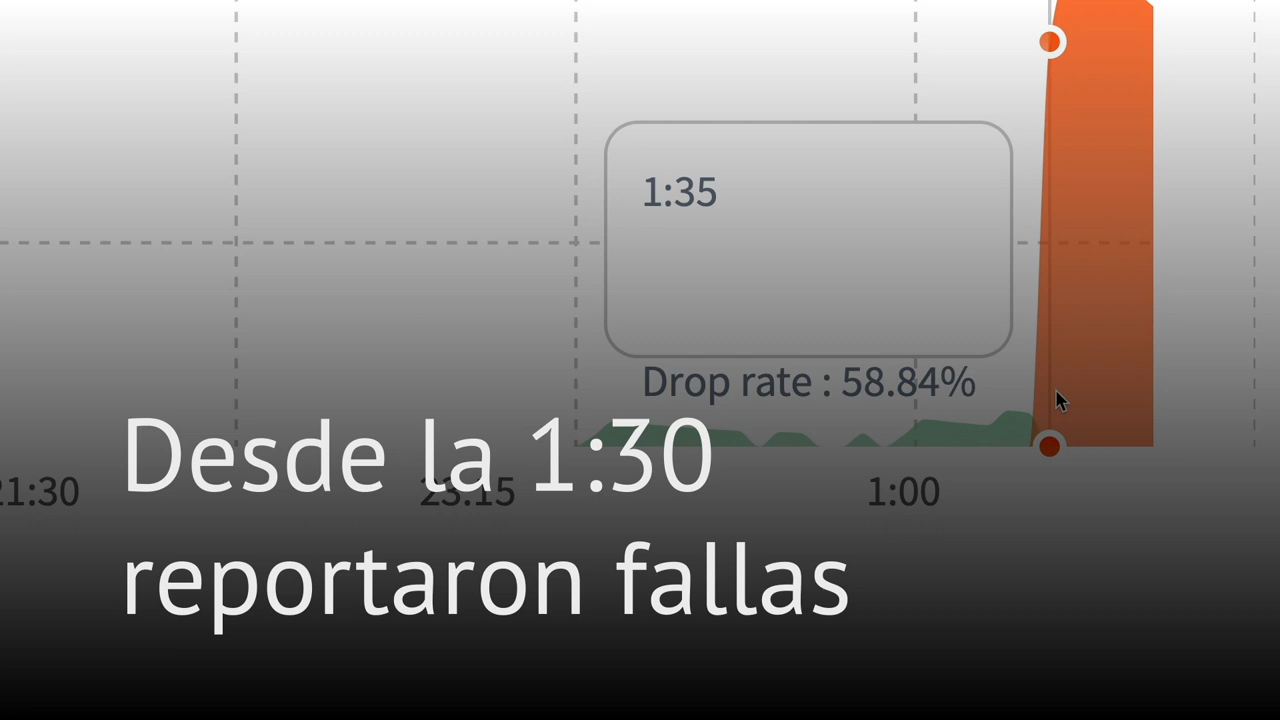 1:35
Drop rate : 58.84%
Desde la 1:30
21:30 23:15 1:00
reportaron fallas